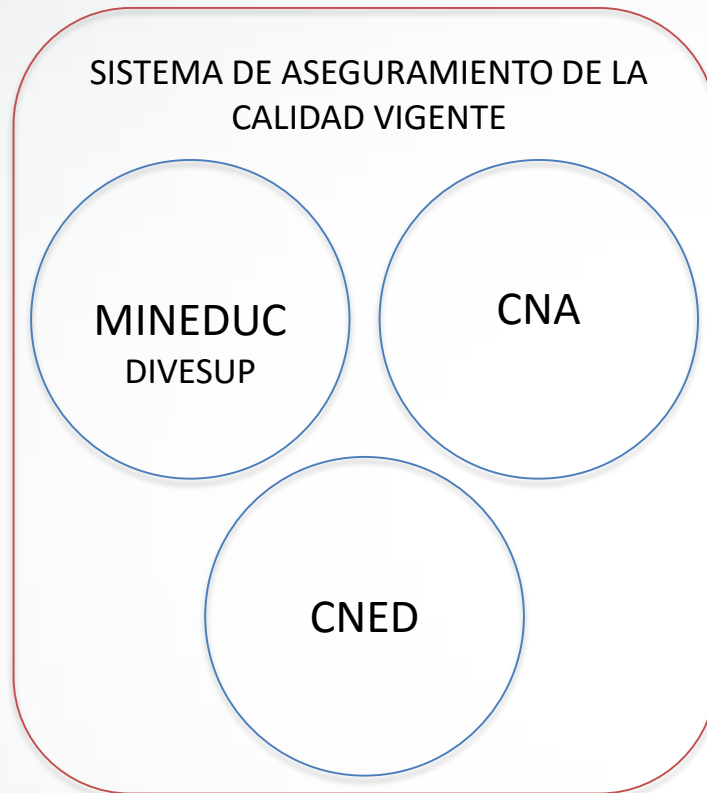 SISTEMA DE ASEGURAMIENTO DE LA
CALIDAD VIGENTE
MINEDUC
DIVESUP
CNA
CNED